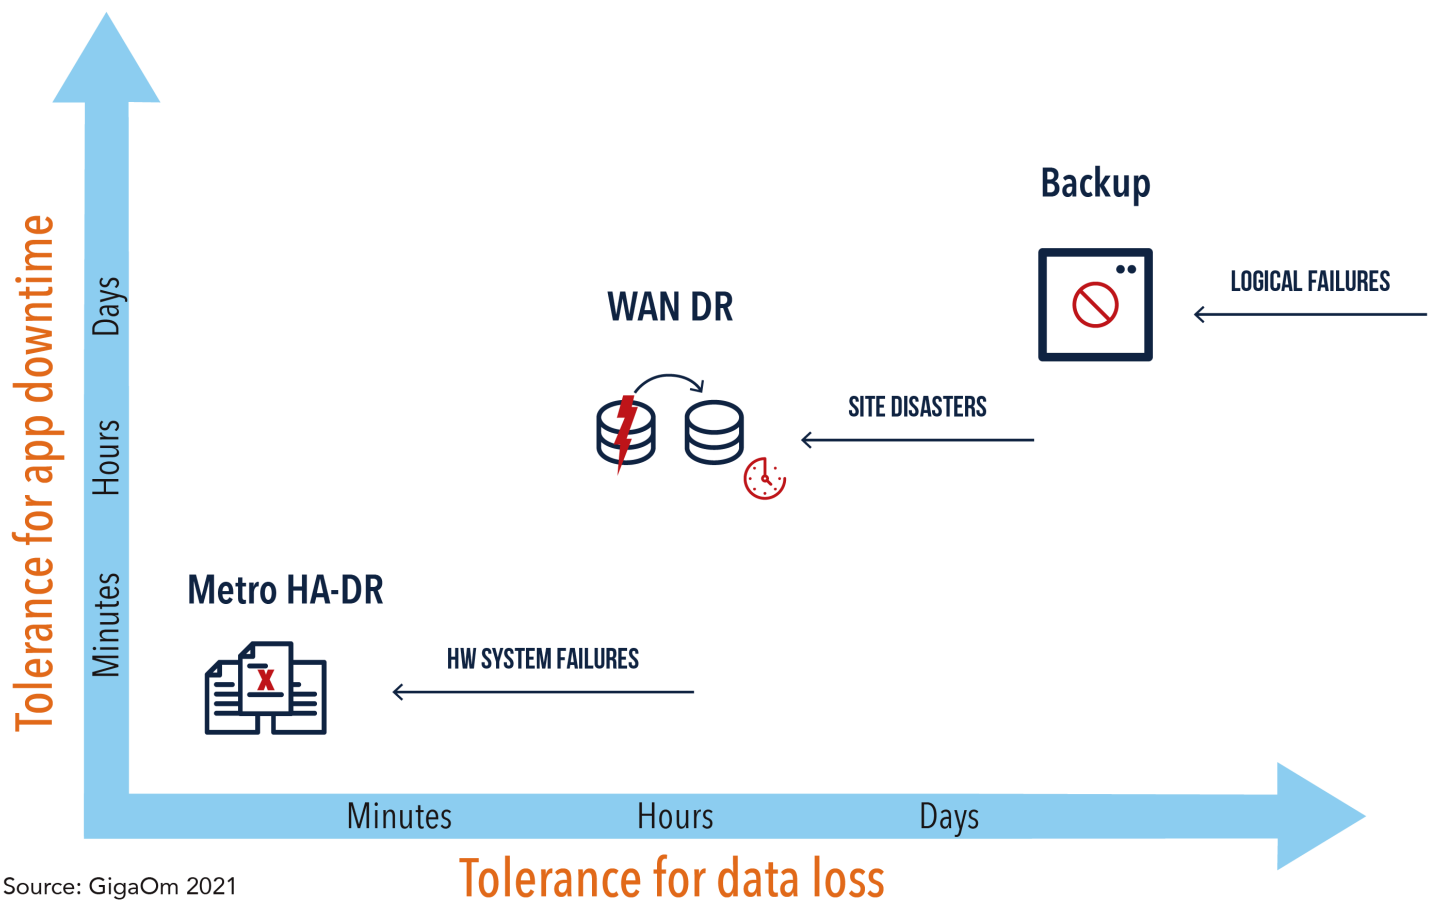 Backup
LOGICAL FAILURES
WAN DR
SITE DISASTERS
Metro HA-DR
X
HW SYSTEM FAILURES
Tolerance for app downtime
Days
Hours
Minutes
Minutes
Hours
Days
Tolerance for data loss
Source: GigaOm 2021